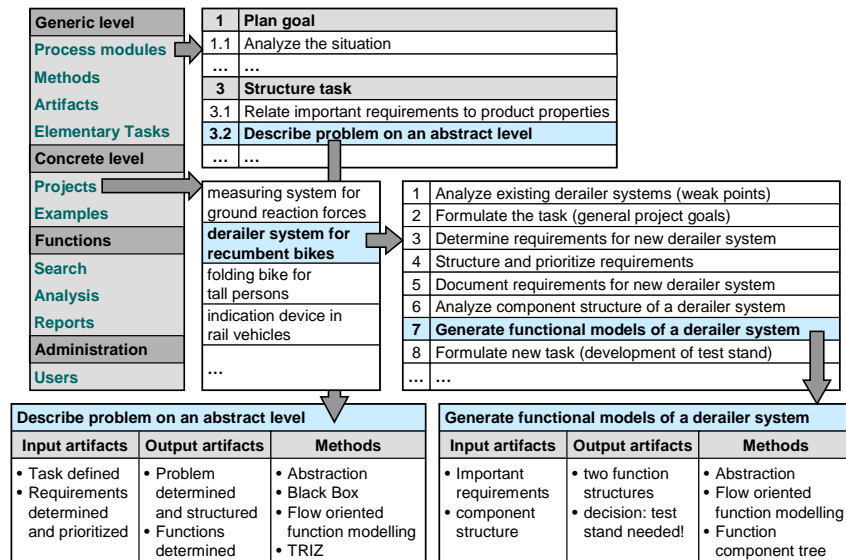 Generic level
Process modules
Methods
Artifacts
Elementary Tasks
Concrete level
Projects
Examples
Functions
Search
Analysis
Reports
Administration
Users
1 Plan goal
1.1 Analyze the situation
... ...
3 Structure task
3.1 Relate important requirements to product properties
3.2 Describe problem on an abstract level
... ...
measuring system for
ground reaction forces
derailer system for
recumbent bikes
folding bike for
tall persons
indication device in
rail vehicles
...
1 Analyze existing derailer systems (weak points)
2 Formulate the task (general project goals)
3 Determine requirements for new derailer system
4 Structure and prioritize requirements
5 Document requirements for new derailer system
6 Analyze component structure of a derailer system
7 Generate functional models of a derailer system
8 Formulate new task (development of test stand)
... ...
Describe problem on an abstract level
Input artifacts
• Task defined
• Requirements
determined
and prioritized
Output artifacts
• Problem
determined
and structured
• Functions
determined
Methods
• Abstraction
• Black Box
• Flow oriented
function modelling
• TRIZ
Generate functional models of a derailer system
Input artifacts
• Important
requirements
• component
structure
Output artifacts
• two function
structures
• decision: test
stand needed!
Methods
• Abstraction
• Flow oriented
function modelling
• Function
component tree